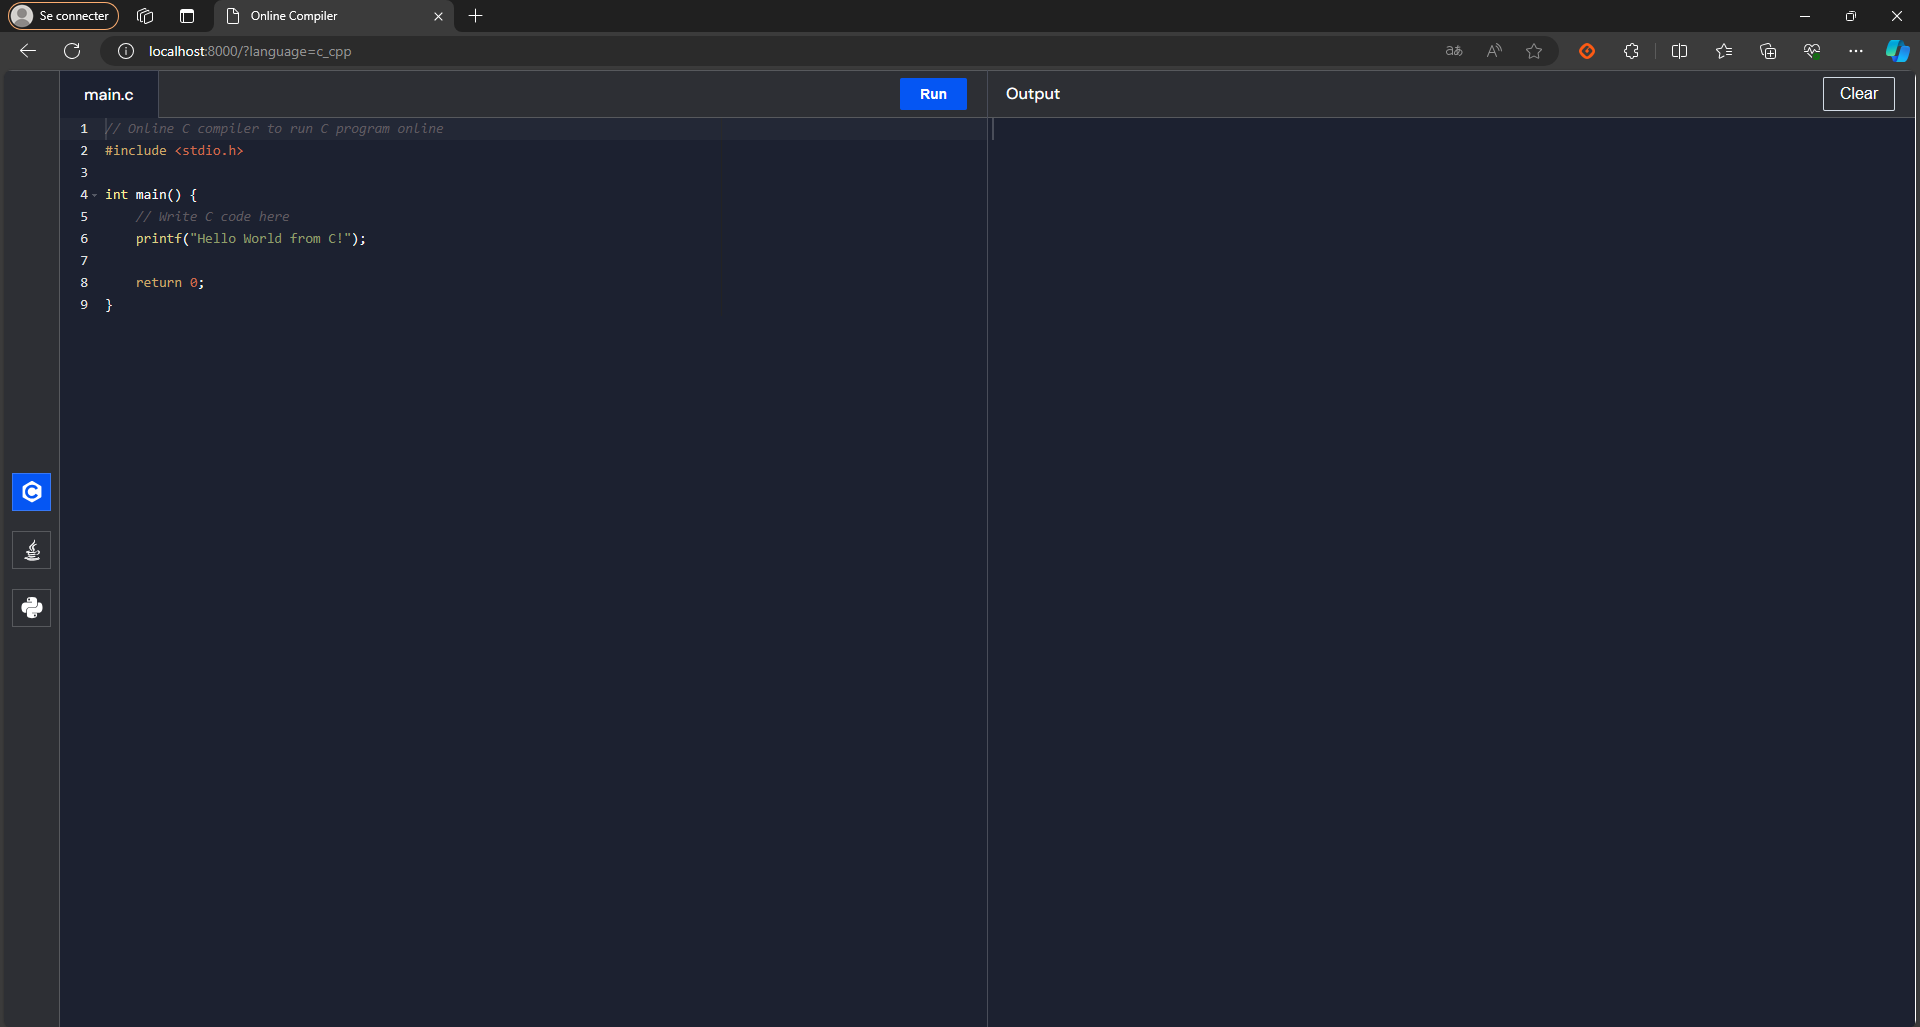 Se connecter
Online Compiler
localhost:8000/?language=c_cpp
main.c
Run
Output
Clear
1 // Online C compiler to run C program online
2 #include <stdio.h>
3
4 int main() {
5     // Write C code here
6     printf("Hello World from C!");
7
8     return 0;
9 }